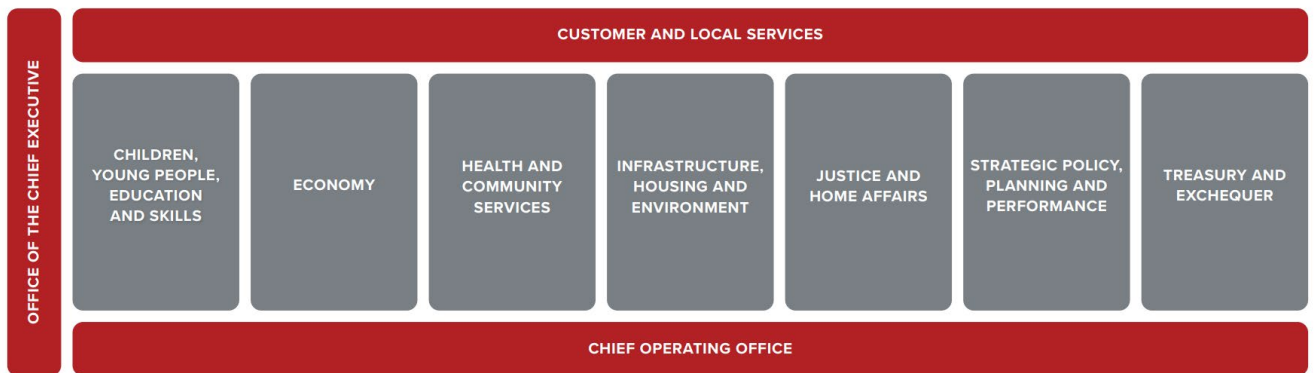 OFFICE OF THE CHIEF EXECUTIVE
CUSTOMER AND LOCAL SERVICES
CHILDREN,
YOUNG PEOPLE,
EDUCATION
AND SKILLS
ECONOMY
HEALTH AND
COMMUNITY
SERVICES
INFRASTRUCTURE,
HOUSING AND
ENVIRONMENT
JUSTICE AND
HOME AFFAIRS
STRATEGIC POLICY,
PLANNING AND
PERFORMANCE
TREASURY AND
EXCHEQUER
CHIEF OPERATING OFFICE